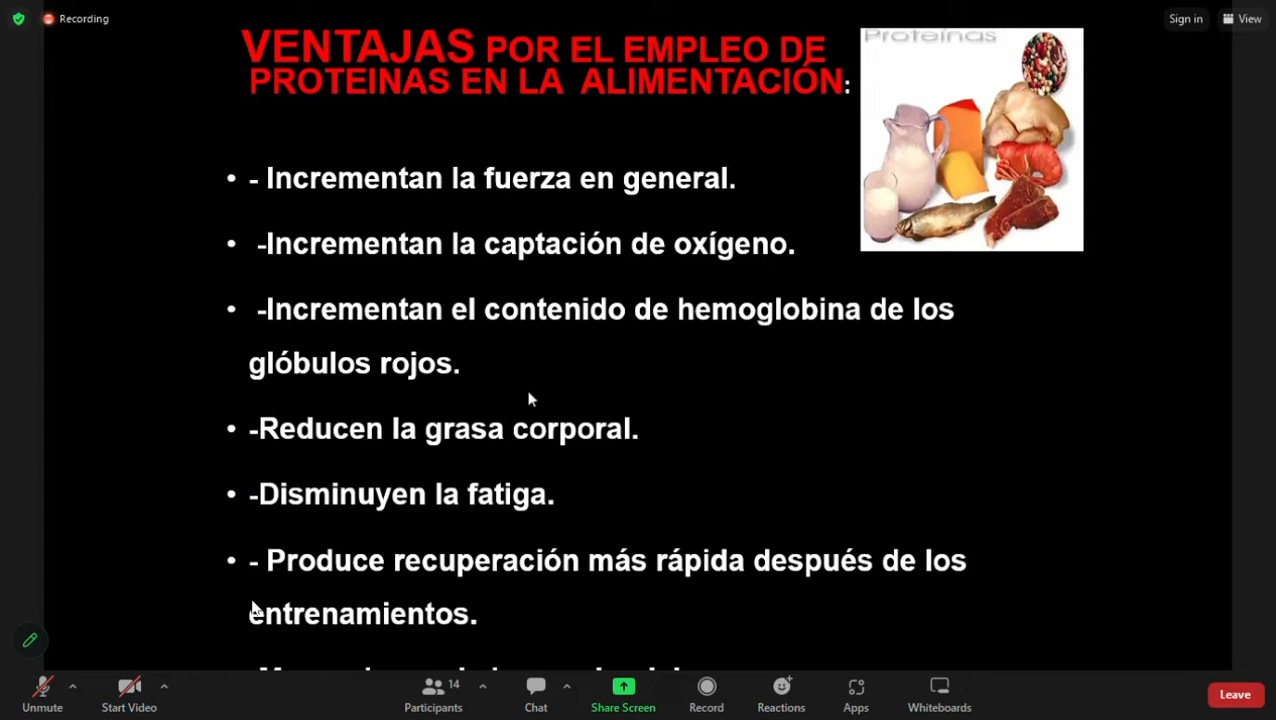 Recording
Sign in
View
VENTAJAS POR EL EMPLEO DE
PROTEINAS EN LA ALIMENTACIÓN:
Proteínas
• - Incrementan la fuerza en general.
• -Incrementan la captación de oxígeno.
• -Incrementan el contenido de hemoglobina de los
glóbulos rojos.
• -Reducen la grasa corporal.
• -Disminuyen la fatiga.
• - Produce recuperación más rápida después de los
entrenamientos.
Unmute
Start Video
14
Participants
Chat
Share Screen
Record
Reactions
Apps
Whiteboards
Leave